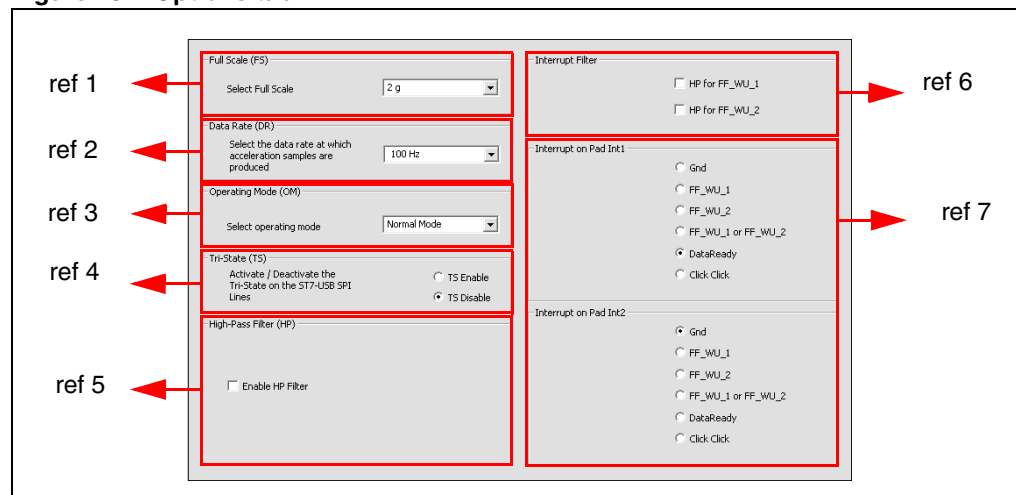 ref 1
Full Scale (FS)
Select Full Scale
2 g
ref 2
Data Rate (DR)
Select the data rate at which
acceleration samples are
produced
100 Hz
ref 3
Operating Mode (OM)
Select operating mode
Normal Mode
ref 4
Tri-State (TS)
Activate / Deactivate the
Tri-State on the ST7-USB SPI
Lines
TS Enable
TS Disable
ref 5
High-Pass Filter (HP)
Enable HP Filter
Interrupt Filter
HP for FF_WU_1
HP for FF_WU_2
ref 6
Interrupt on Pad Int1
Gnd
FF_WU_1
FF_WU_2
FF_WU_1 or FF_WU_2
DataReady
Click Click
ref 7
Interrupt on Pad Int2
Gnd
FF_WU_1
FF_WU_2
FF_WU_1 or FF_WU_2
DataReady
Click Click